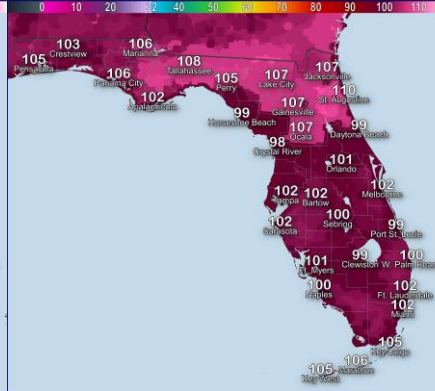 0 10 20 30 40 50 60 70 80 90 100 110
103
Crestview
106
Marianna
105
Pensacola
106
Panama City
108
Tallahassee
105
Perry
107
Lake City
107
Jacksonville
102
Apalachicola
110
St. Augustine
107
Gainesville
99
Horseshoe Beach
107
Ocala
99
Daytona Beach
98
Crystal River
101
Orlando
102
Tampa
102
Bartow
102
Melbourne
100
Sebring
102
Sarasota
99
Port St. Lucie
101
Ft. Myers
99
Clewiston
100
W. Palm Beach
100
Naples
102
Ft. Lauderdale
102
Miami
105
Key Largo
106
Marathon
105
Key West